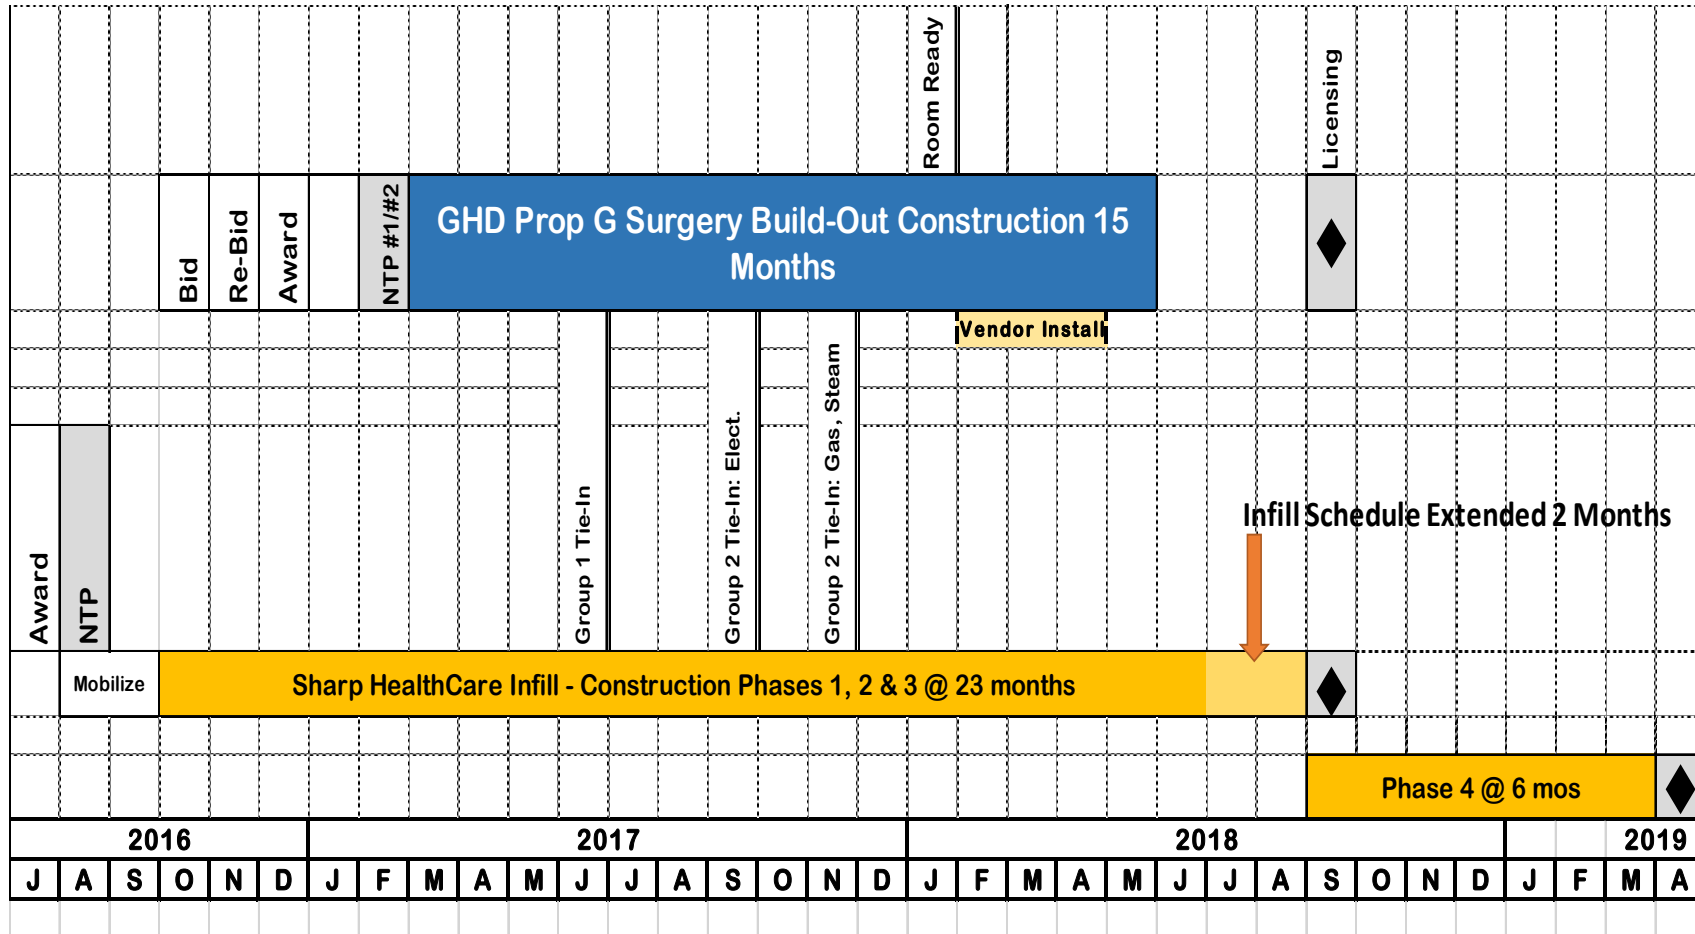 Room Ready
Licensing
Bid
Re-Bid
Award
NTP #1/#2
GHD Prop G Surgery Build-Out Construction 15
Months
Vendor Install
Group 1 Tie-In
Group 2 Tie-In: Elect.
Group 2 Tie-In: Gas, Steam
Infill Schedule Extended 2 Months
Award
NTP
Mobilize
Sharp HealthCare Infill - Construction Phases 1, 2 & 3 @ 23 months
Phase 4 @ 6 mos
2016 2017 2018 2019
J A S O N D J F M A M J J A S O N D J F M A M J J A S O N D J F M A